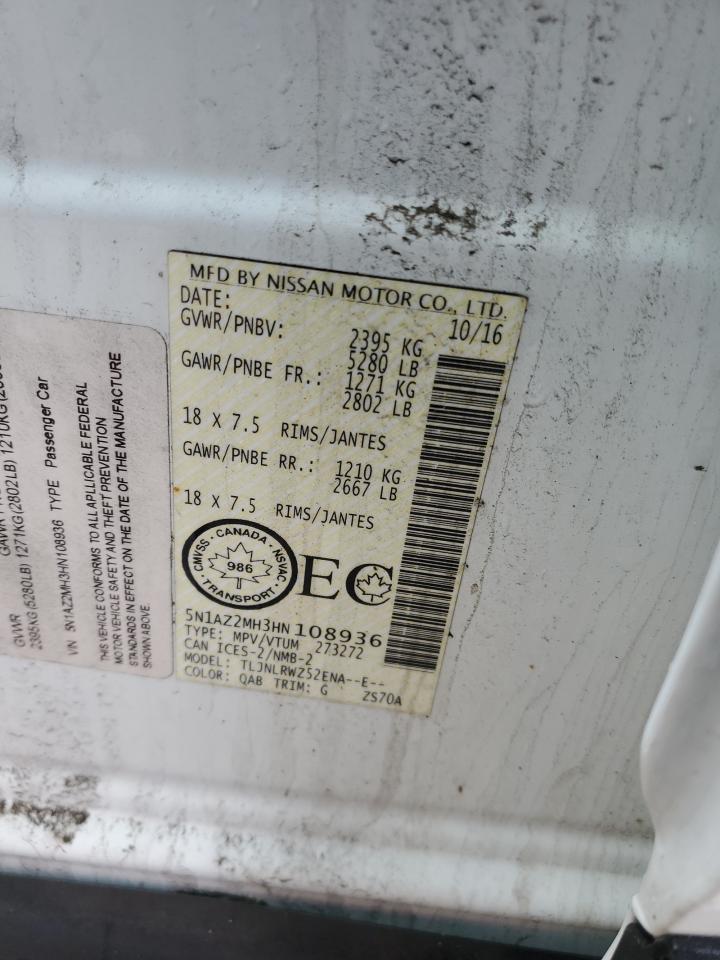 MFD BY NISSAN MOTOR CO., LTD.
DATE: 10/16
GVWR/PNBV: 2395 KG
5280 LB
GAWR/PNBE FR.: 1271 KG
2802 LB
18 X 7.5 RIMS/JANTES
GAWR/PNBE RR.: 1210 KG
2667 LB
18 X 7.5 RIMS/JANTES
CMVSS · CANADA · NSVAC
986
TRANSPORT
EC
5N1AZ2MH3HN108936
TYPE: MPV/VTUM 273272
CAN ICES-2/NMB-2
MODEL: TLJNLRWZ52ENA--E--
COLOR: QAB TRIM: G ZS70A
GVWR
2395KG(5280LB) 1271KG(2802LB) 1210KG
VIN 5N1AZ2MH3HN108936 TYPE Passenger Car
THIS VEHICLE CONFORMS TO ALL APLLICABLE FEDERAL
MOTOR VEHICLE SAFETY AND THEFT PREVENTION
STANDARDS IN EFFECT ON THE DATE OF THE MANUFACTURE
SHOWN ABOVE.